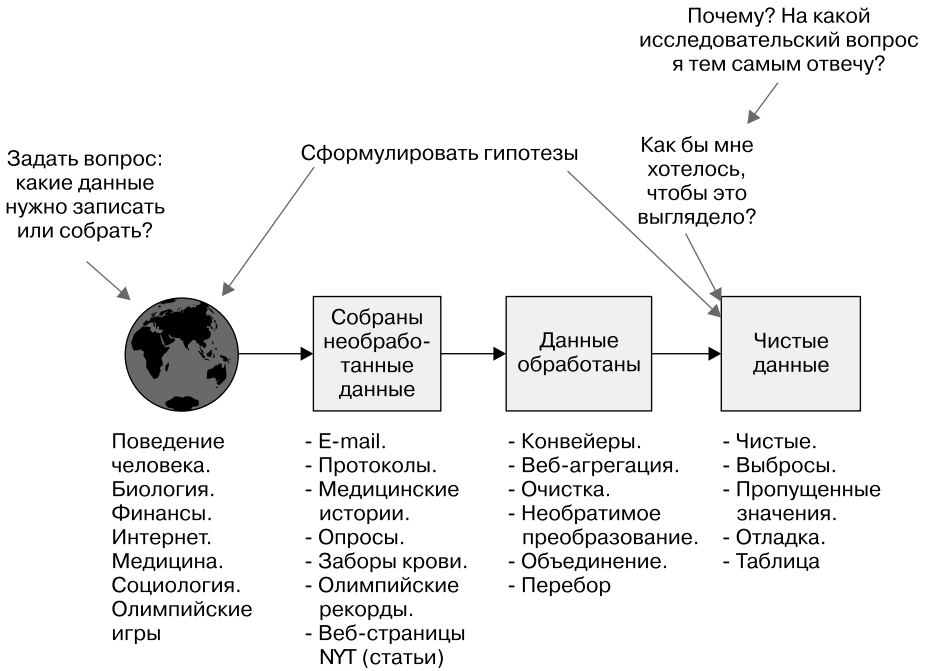 Почему? На какой
исследовательский вопрос
я тем самым отвечу?
Задать вопрос:
какие данные
нужно записать
или собрать?
Сформулировать гипотезы
Как бы мне
хотелось,
чтобы это
выглядело?
Собраны
необрабо-
танные
данные
Данные
обработаны
Чистые
данные
Поведение
человека.
Биология.
Финансы.
Интернет.
Медицина.
Социология.
Олимпийские
игры
- E-mail.
- Протоколы.
- Медицинские
истории.
- Опросы.
- Заборы крови.
- Олимпийские
рекорды.
- Веб-страницы
NYT (статьи)
- Конвейеры.
- Веб-агрегация.
- Очистка.
- Необратимое
преобразование.
- Объединение.
- Перебор
- Чистые.
- Выбросы.
- Пропущенные
значения.
- Отладка.
- Таблица